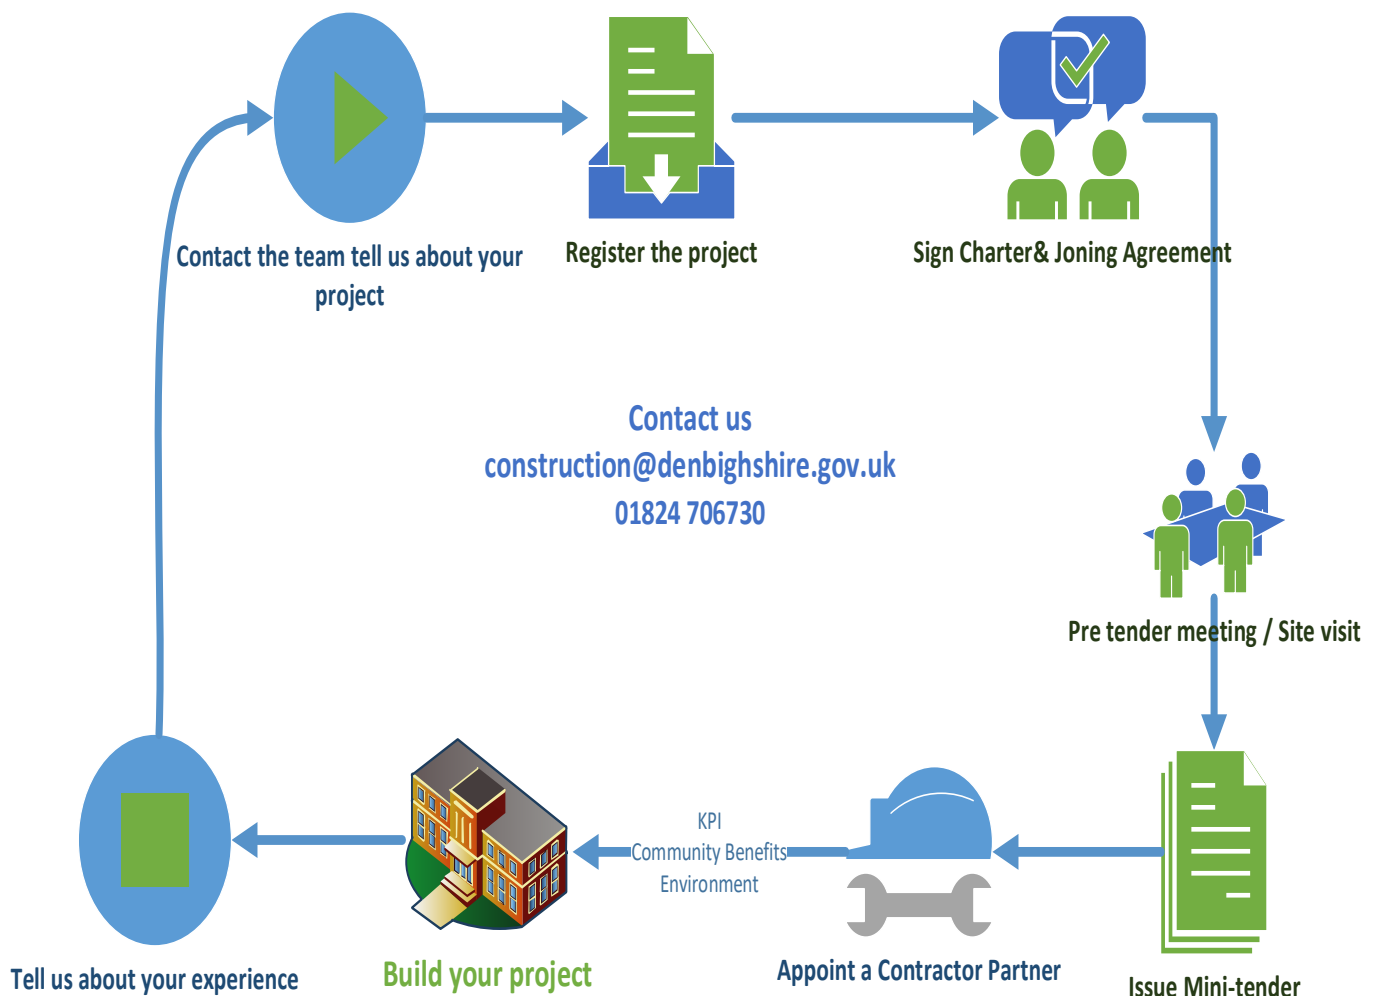 Contact the team tell us about your
project
Register the project
Sign Charter& Joning Agreement
Contact us
construction@denbighshire.gov.uk
01824 706730
Pre tender meeting / Site visit
KPI
Community Benefits
Environment
Tell us about your experience
Build your project
Appoint a Contractor Partner
Issue Mini-tender